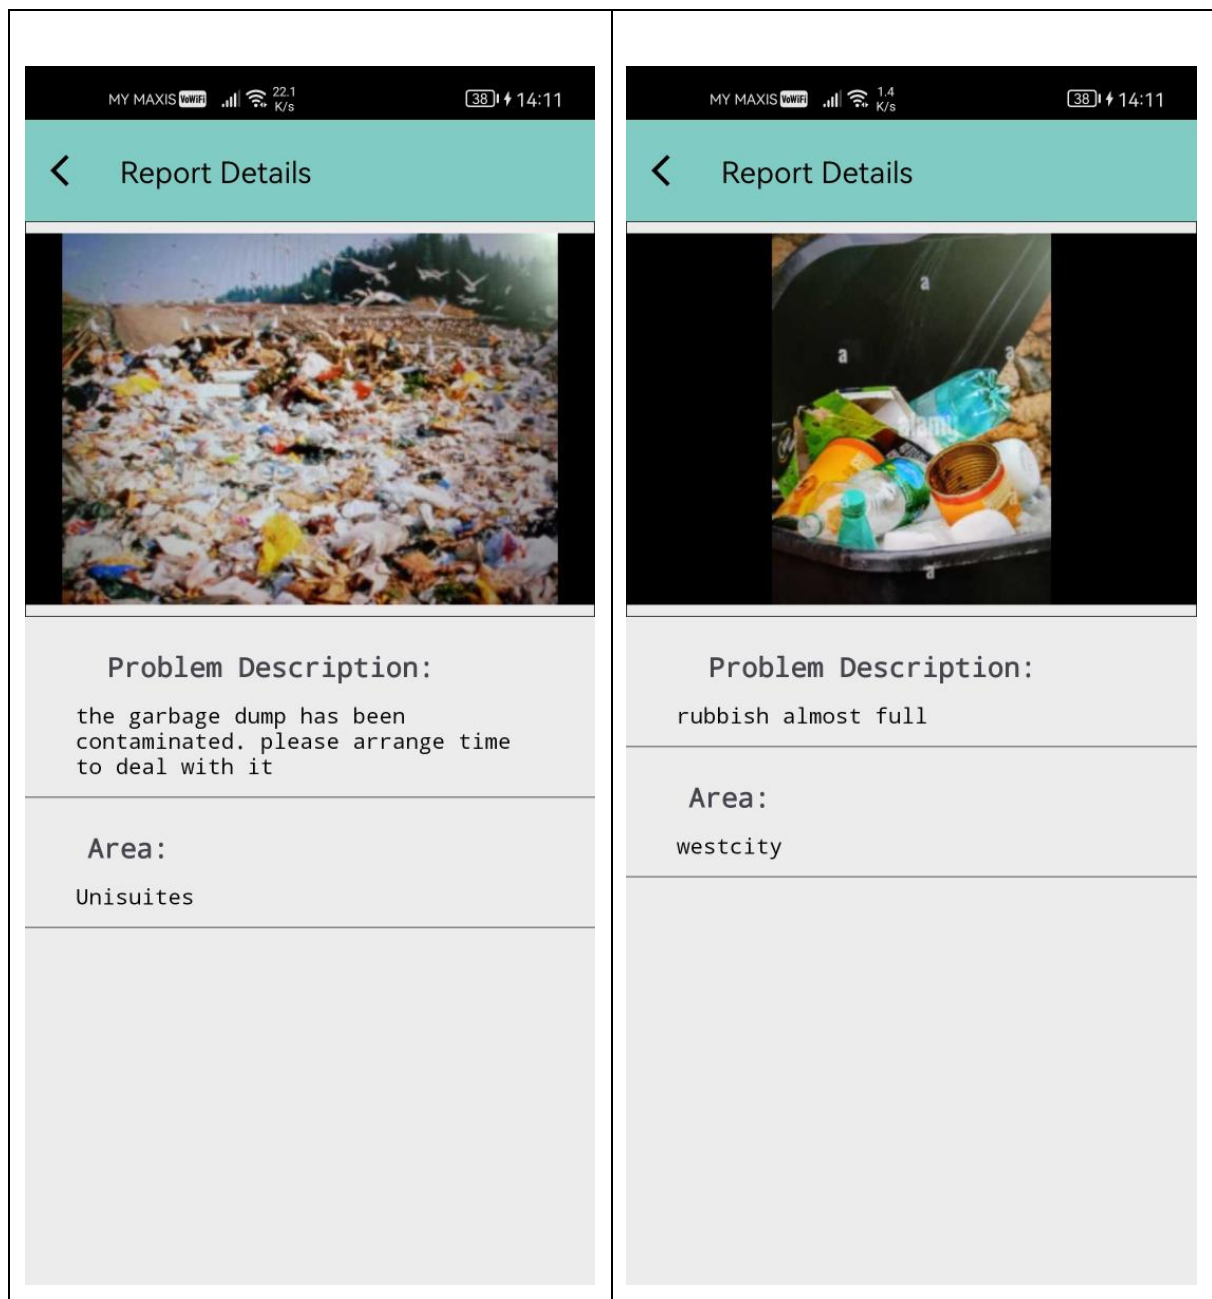 MY MAXIS VoWiFi 22.1 K/s 38 14:11
Report Details
Problem Description:
the garbage dump has been
contaminated. please arrange time
to deal with it
Area:
Unisuites
MY MAXIS VoWiFi 1.4 K/s 38 14:11
Report Details
a
a
a
alamy
a
Problem Description:
rubbish almost full
Area:
westcity